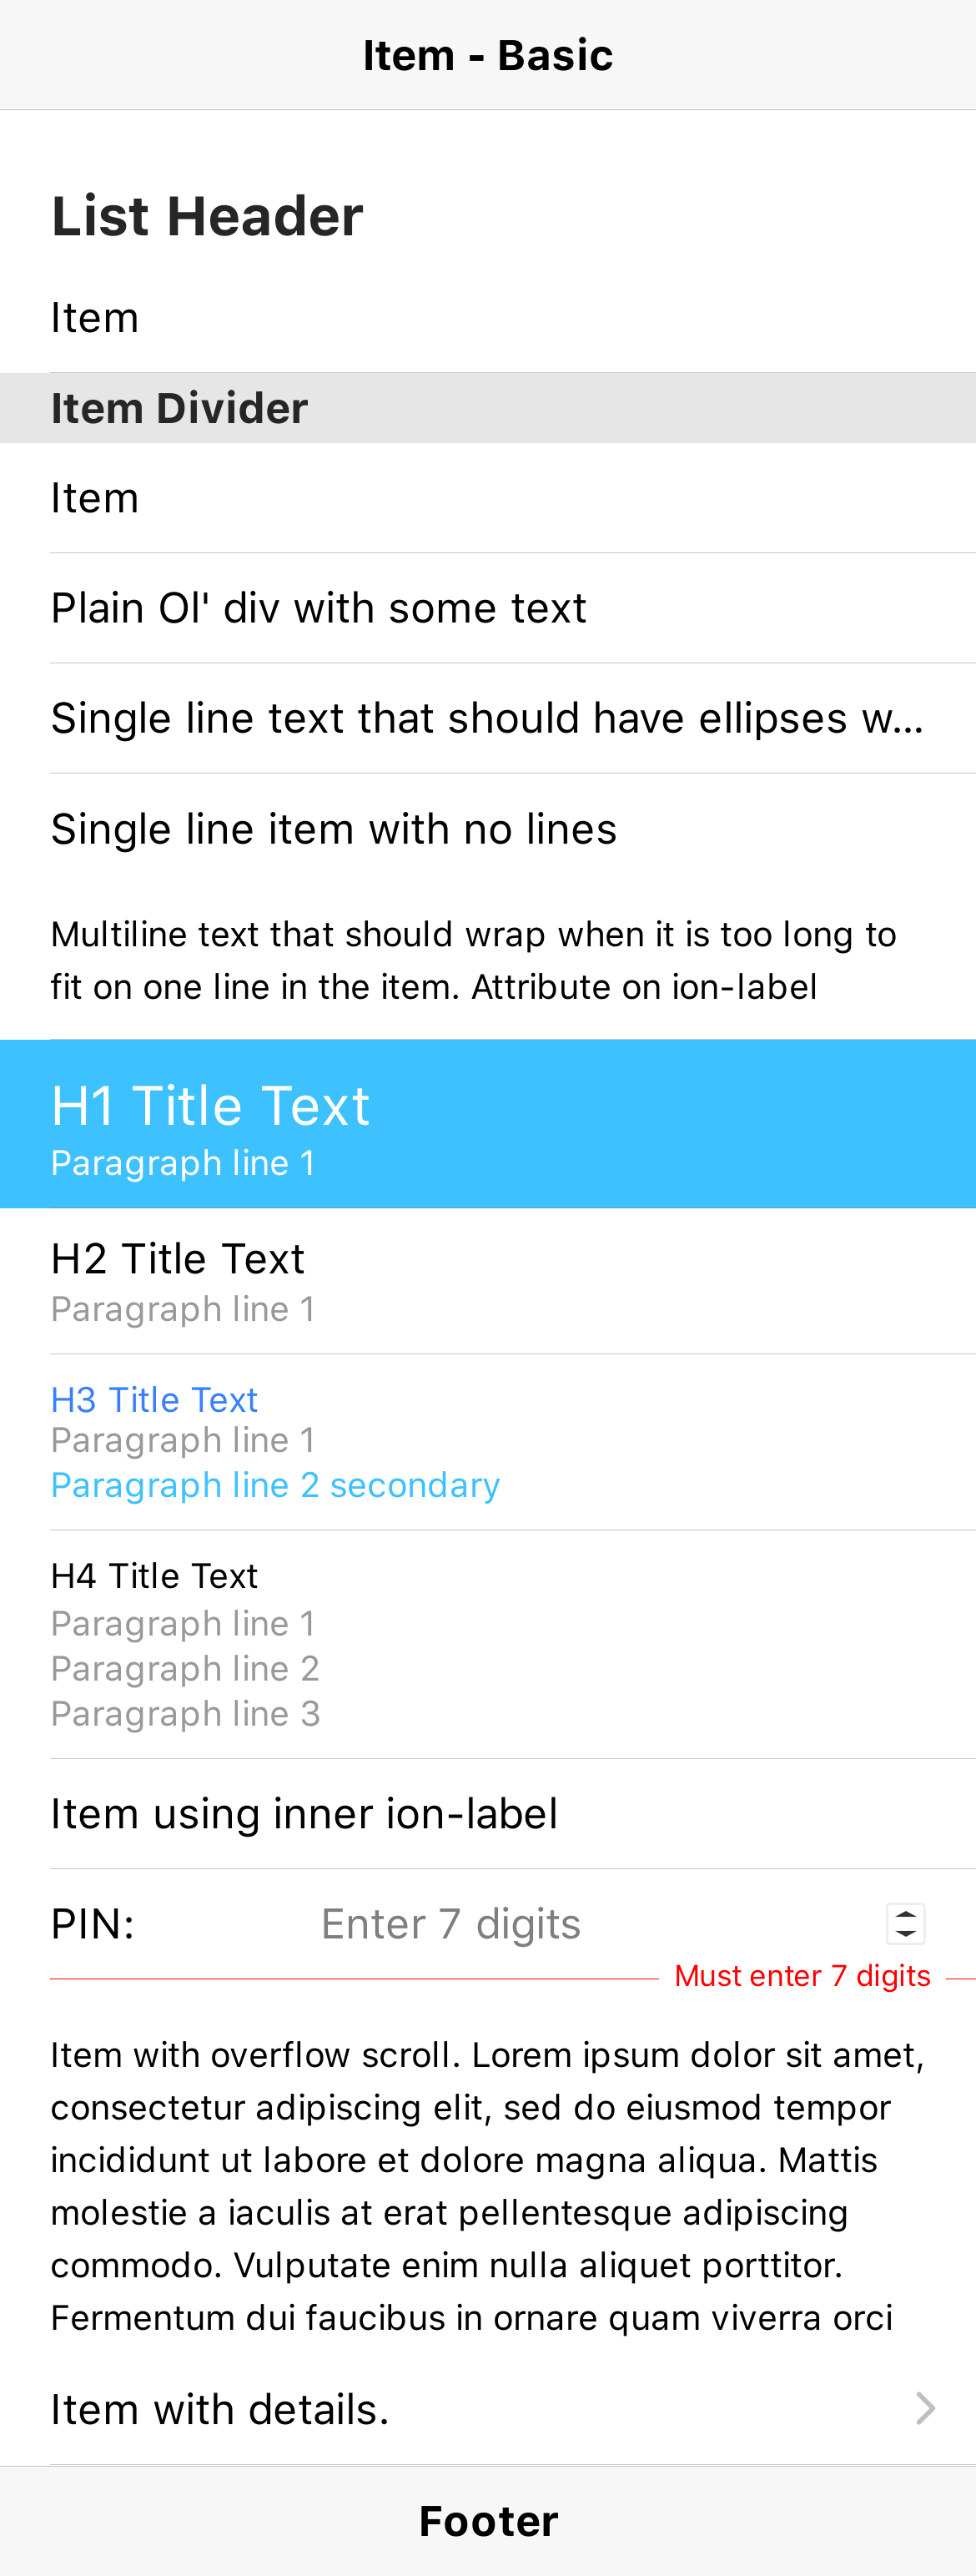 Item - Basic
List Header
Item
Item Divider
Item
Plain Ol' div with some text
Single line text that should have ellipses w...
Single line item with no lines
Multiline text that should wrap when it is too long to
fit on one line in the item. Attribute on ion-label
H1 Title Text
Paragraph line 1
H2 Title Text
Paragraph line 1
H3 Title Text
Paragraph line 1
Paragraph line 2 secondary
H4 Title Text
Paragraph line 1
Paragraph line 2
Paragraph line 3
Item using inner ion-label
PIN: Enter 7 digits
Must enter 7 digits
Item with overflow scroll. Lorem ipsum dolor sit amet,
consectetur adipiscing elit, sed do eiusmod tempor
incididunt ut labore et dolore magna aliqua. Mattis
molestie a iaculis at erat pellentesque adipiscing
commodo. Vulputate enim nulla aliquet porttitor.
Fermentum dui faucibus in ornare quam viverra orci
Item with details.
Footer